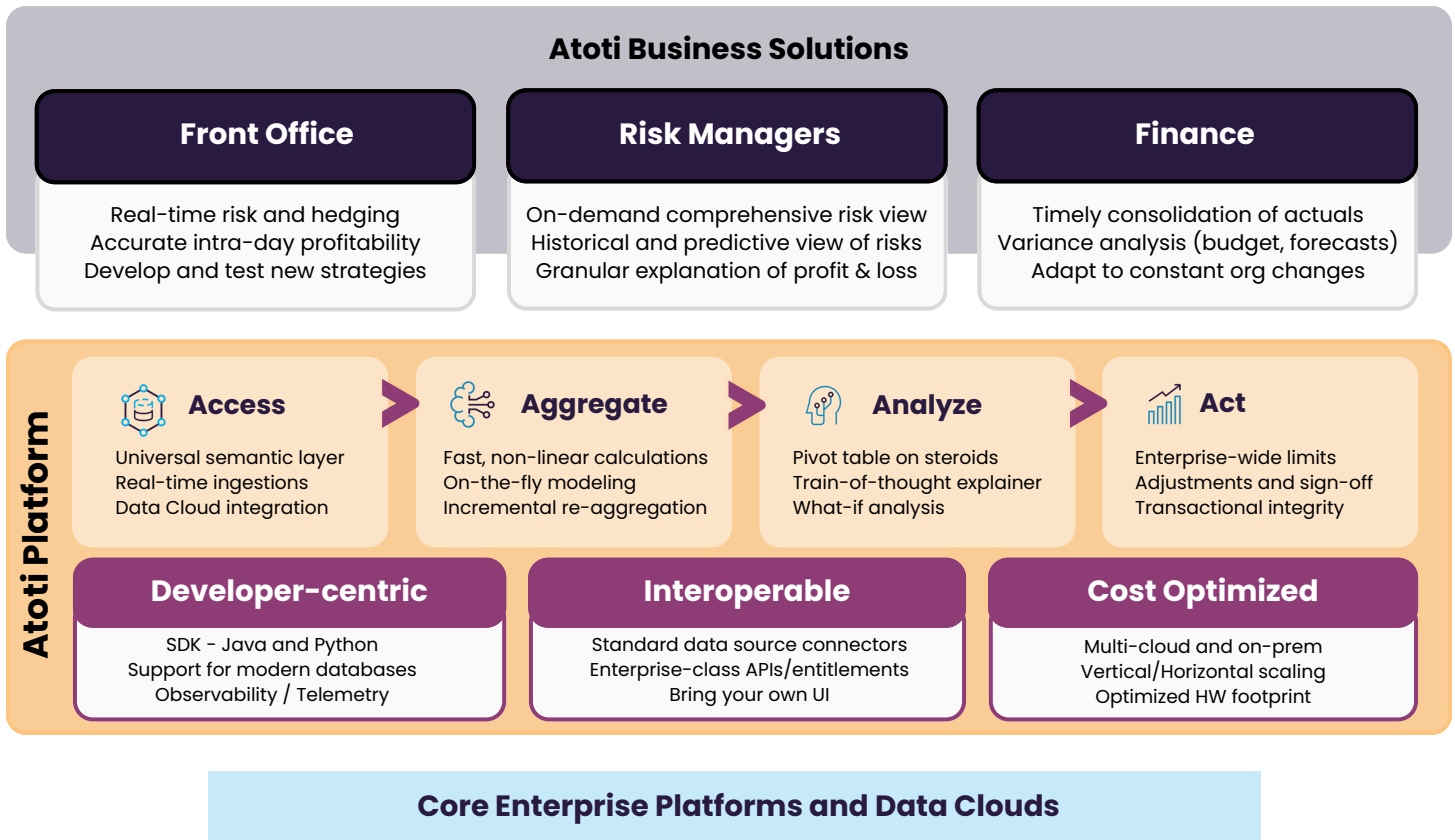 Atoti Business Solutions
Front Office
Real-time risk and hedging
Accurate intra-day profitability
Develop and test new strategies
Risk Managers
On-demand comprehensive risk view
Historical and predictive view of risks
Granular explanation of profit & loss
Finance
Timely consolidation of actuals
Variance analysis (budget, forecasts)
Adapt to constant org changes
Atoti Platform
Access
Universal semantic layer
Real-time ingestions
Data Cloud integration
Aggregate
Fast, non-linear calculations
On-the-fly modeling
Incremental re-aggregation
Analyze
Pivot table on steroids
Train-of-thought explainer
What-if analysis
Act
Enterprise-wide limits
Adjustments and sign-off
Transactional integrity
Developer-centric
SDK - Java and Python
Support for modern databases
Observability / Telemetry
Interoperable
Standard data source connectors
Enterprise-class APIs/entitlements
Bring your own UI
Cost Optimized
Multi-cloud and on-prem
Vertical/Horizontal scaling
Optimized HW footprint
Core Enterprise Platforms and Data Clouds